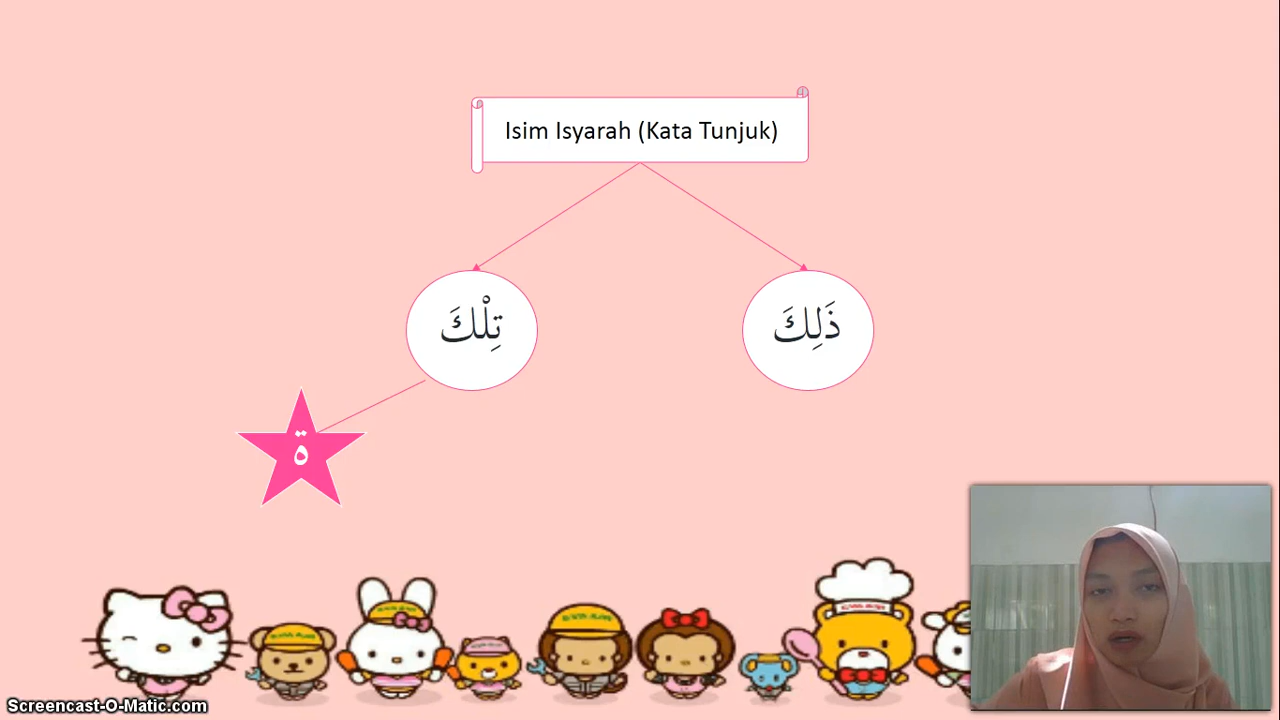 Isim Isyarah (Kata Tunjuk)
ذَلِكَ
تِلْكَ
ة
Screencast-O-Matic.com